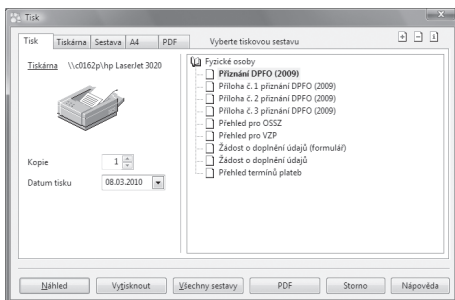 Tisk
Tisk Tiskárna Sestava A4 PDF Vyberte tiskovou sestavu
Tiskárna \\c0162p\hp LaserJet 3020
Fyzické osoby
Přiznání DPFO (2009)
Příloha č. 1 přiznání DPFO (2009)
Příloha č. 2 přiznání DPFO (2009)
Příloha č. 3 přiznání DPFO (2009)
Přehled pro OSSZ
Přehled pro VZP
Žádost o doplnění údajů (formulář)
Žádost o doplnění údajů
Přehled termínů plateb
Kopie 1
Datum tisku 08.03.2010
Náhled Vytisknout Všechny sestavy PDF Storno Nápověda